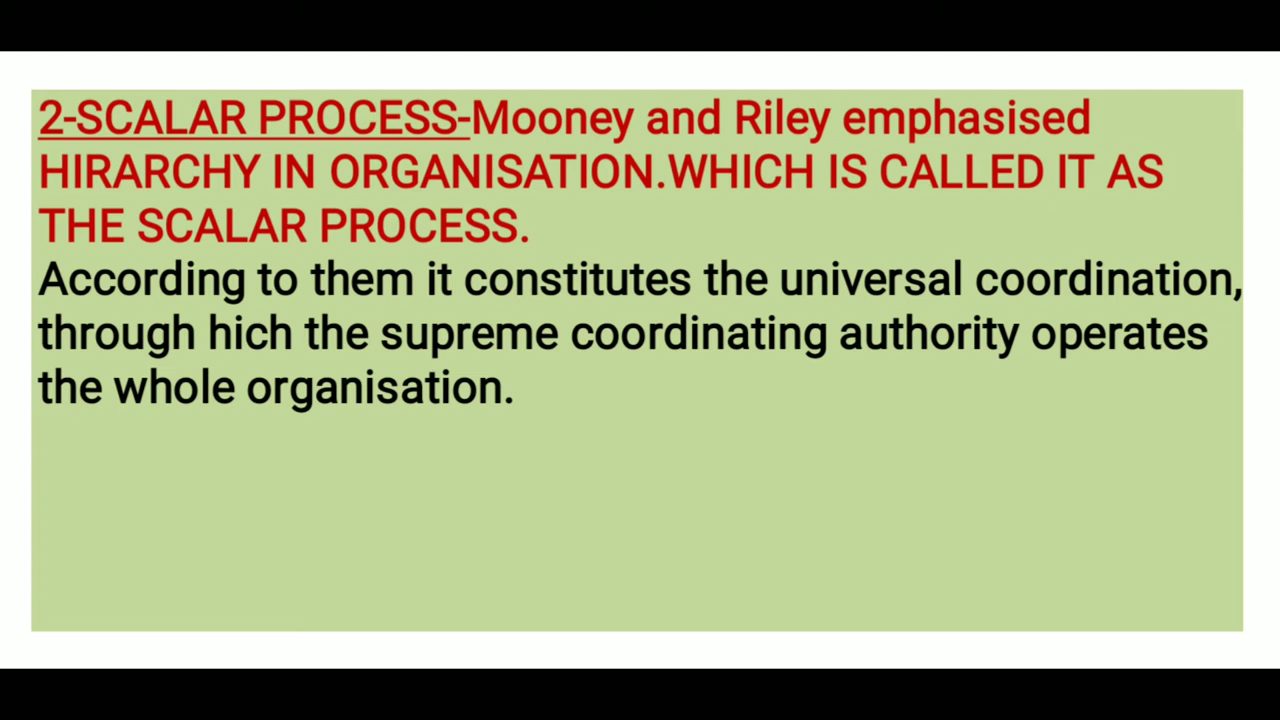 2-SCALAR PROCESS-Mooney and Riley emphasised
HIRARCHY IN ORGANISATION.WHICH IS CALLED IT AS
THE SCALAR PROCESS.
According to them it constitutes the universal coordination,
through hich the supreme coordinating authority operates
the whole organisation.